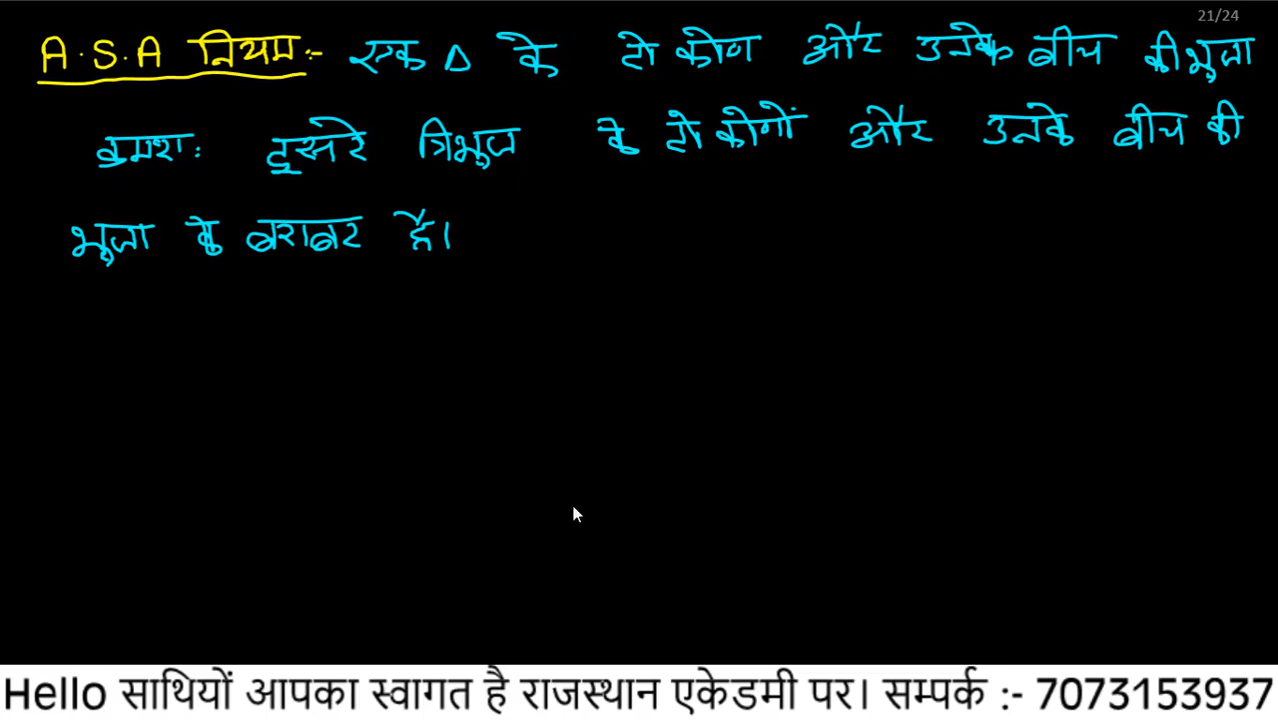 21/24
A.S.A नियम:- एक Δ के दो कोण और उनके बीच की भुजा
क्रमश: दूसरे त्रिभुज के दो कोणों और उनके बीच की
भुजा के बराबर है।
Hello साथियों आपका स्वागत है राजस्थान एकेडमी पर। सम्पर्क :- 7073153937